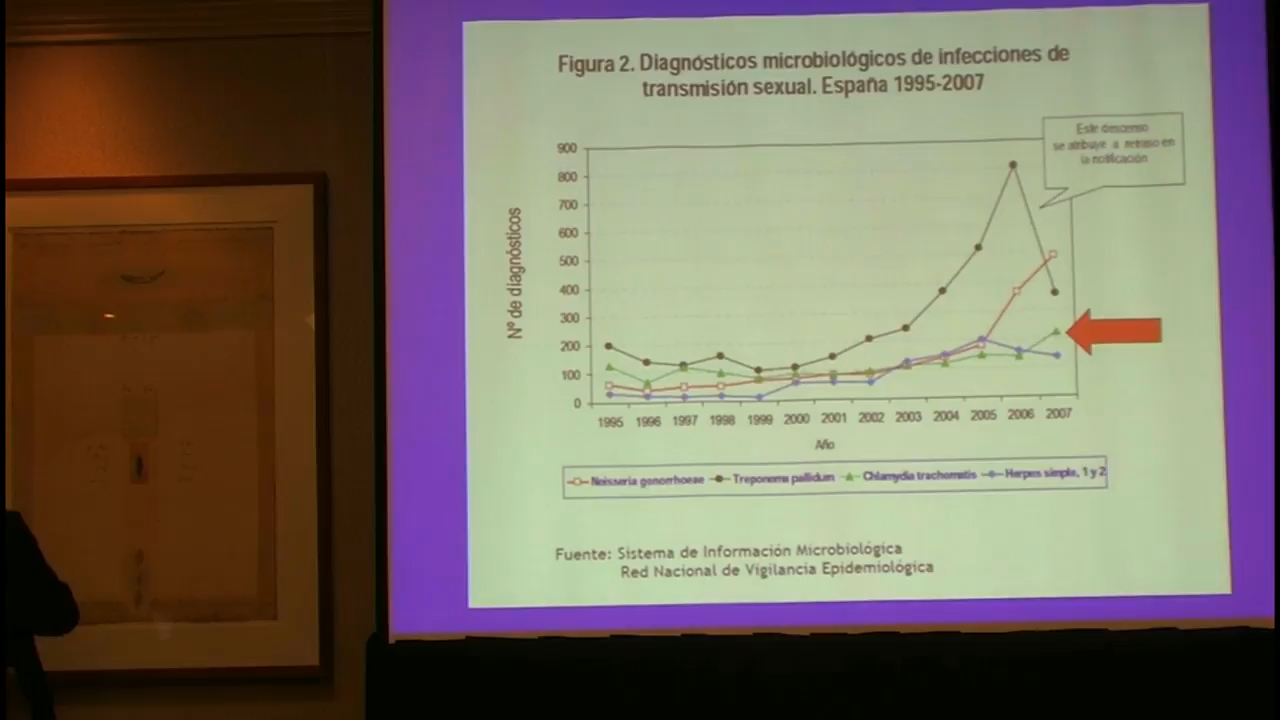 Figura 2. Diagnósticos microbiológicos de infecciones de
transmisión sexual. España 1995-2007
Este descenso
se atribuye a retraso en
la notificación
900
800
700
600
500
400
300
200
100
0
Nº de diagnósticos
1995 1996 1997 1998 1999 2000 2001 2002 2003 2004 2005 2006 2007
Año
Neisseria gonorrhoeae Treponema pallidum Chlamydia trachomatis Herpes simple, 1 y 2
Fuente: Sistema de Información Microbiológica
Red Nacional de Vigilancia Epidemiológica